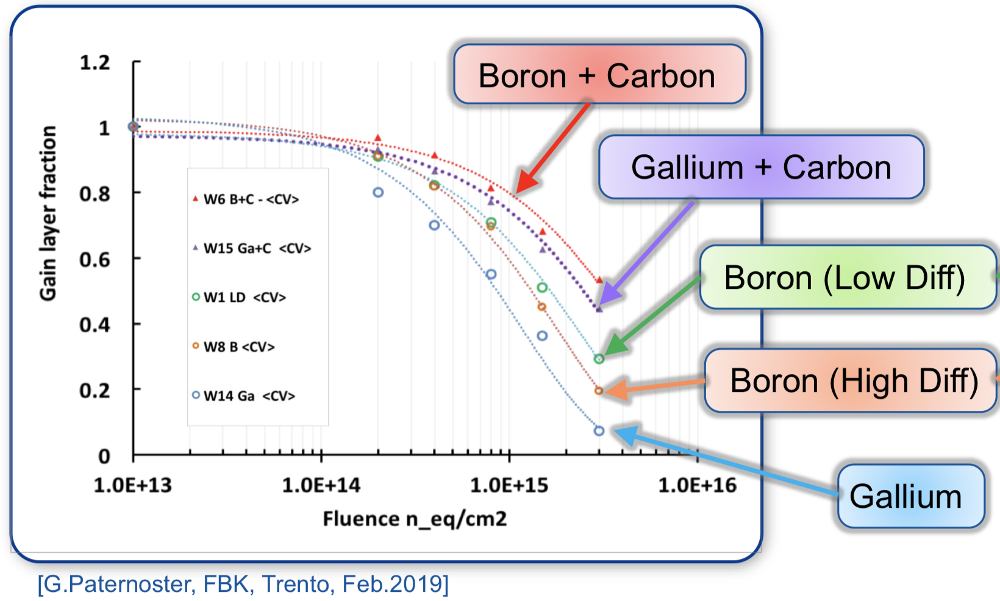 Boron + Carbon
Gallium + Carbon
Boron (Low Diff)
Boron (High Diff)
Gallium
Gain layer fraction
1.2
1
0.8
0.6
0.4
0.2
0
W6 B+C - <CV>
W15 Ga+C <CV>
W1 LD <CV>
W8 B <CV>
W14 Ga <CV>
1.0E+13 1.0E+14 1.0E+15 1.0E+16
Fluence n_eq/cm2
[G.Paternoster, FBK, Trento, Feb.2019]